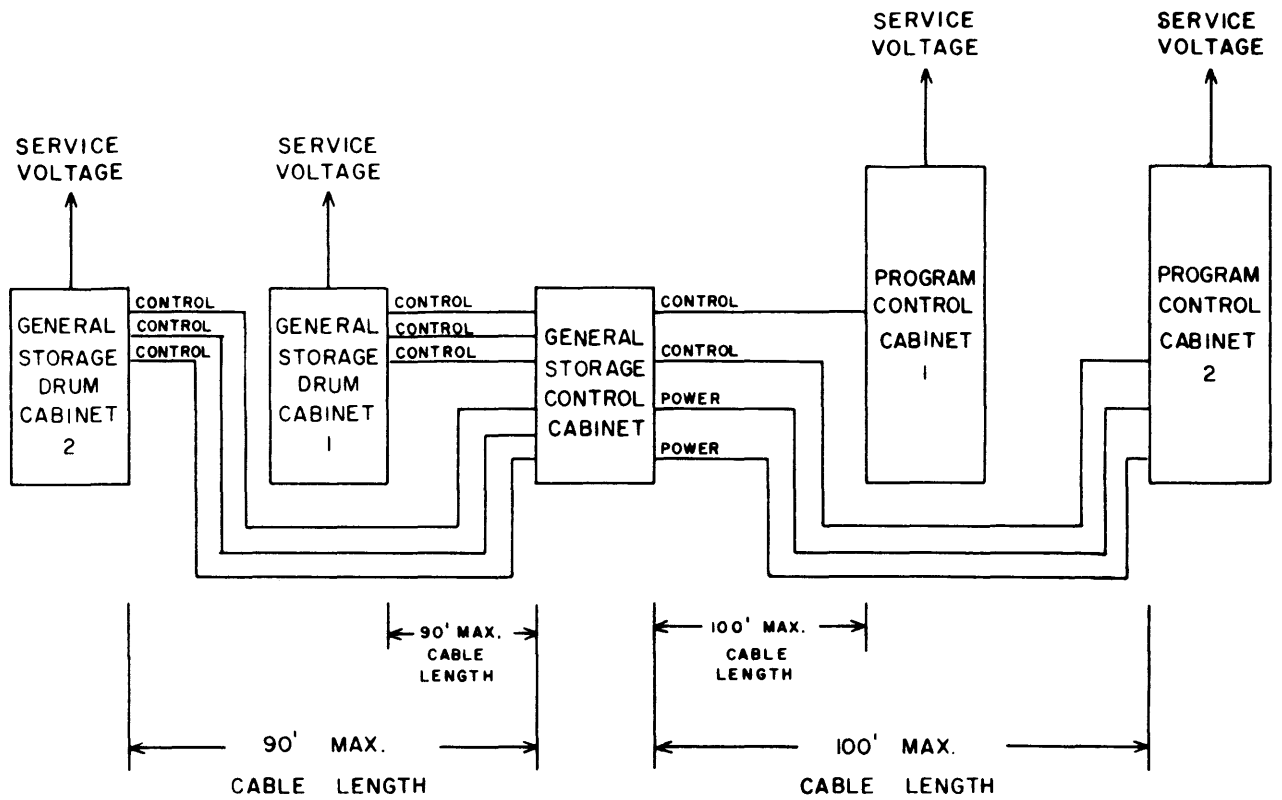 SERVICE
VOLTAGE
SERVICE
VOLTAGE
SERVICE
VOLTAGE
SERVICE
VOLTAGE
GENERAL
STORAGE
DRUM
CABINET
2
CONTROL
CONTROL
CONTROL
GENERAL
STORAGE
DRUM
CABINET
1
CONTROL
CONTROL
CONTROL
GENERAL
STORAGE
CONTROL
CABINET
CONTROL
CONTROL
POWER
POWER
PROGRAM
CONTROL
CABINET
1
PROGRAM
CONTROL
CABINET
2
90' MAX.
CABLE
LENGTH
100' MAX.
CABLE
LENGTH
90' MAX.
CABLE LENGTH
100' MAX.
CABLE LENGTH